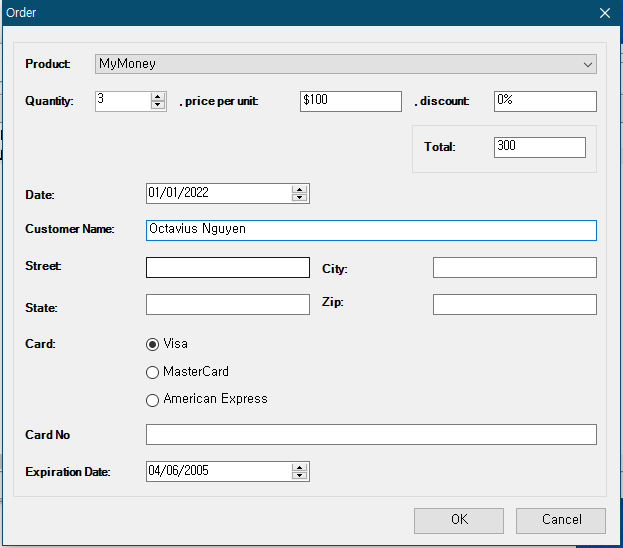 Order
Product: MyMoney
Quantity: 3 , price per unit: $100 , discount: 0%
Total: 300
Date: 01/01/2022
Customer Name: Octavius Nguyen
Street: City:
State: Zip:
Card: Visa
MasterCard
American Express
Card No
Expiration Date: 04/06/2005
OK Cancel